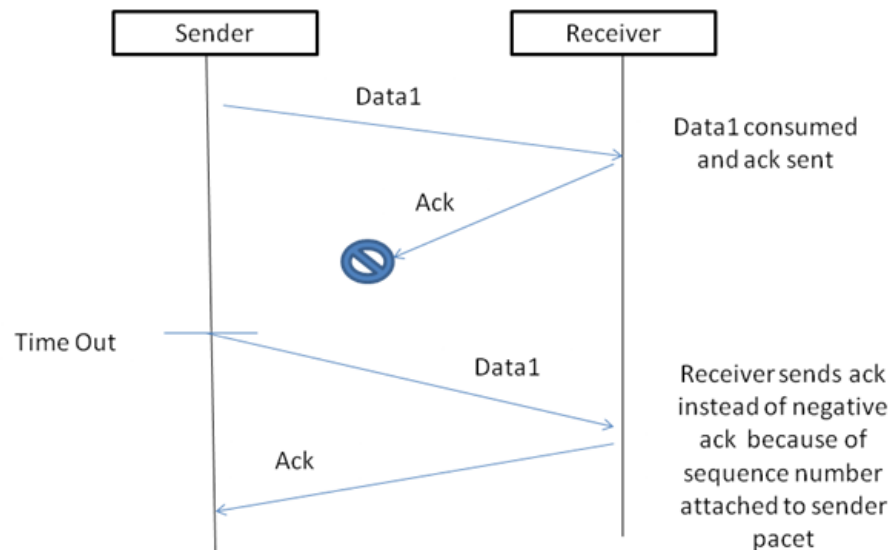 Sender
Receiver
Data1
Data1 consumed
and ack sent
Ack
Time Out
Data1
Receiver sends ack
instead of negative
ack because of
sequence number
attached to sender
pacet
Ack